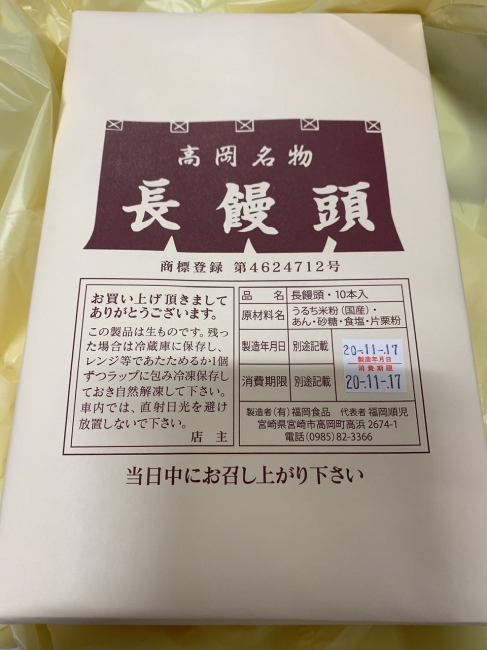 高岡名物
長饅頭
商標登録 第4624712号
お買い上げ頂きまして
ありがとうございます。
この製品は生ものです。残っ
た場合は冷蔵庫に保存し、
レンジ等であたためるか1個
ずつラップに包み冷凍保存し
ておき自然解凍して下さい。
車内では、直射日光を避け
放置しないで下さい。
店 主
品 名 長饅頭・10本入
原材料名 うるち米粉(国産)・
あん・砂糖・食塩・片栗粉
製造年月日 別途記載
消費期限 別途記載
20-.11-.17
製造年月日
消費期限
20-.11-.17
製造者(有)福岡食品 代表者 福岡順児
宮崎県宮崎市高岡町高浜 2674-1
電話(0985)82-3366
当日中にお召し上がり下さい